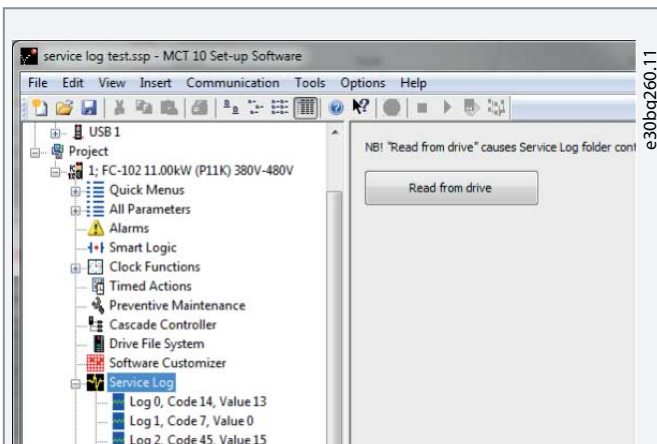 service log test.ssp - MCT 10 Set-up Software
File Edit View Insert Communication Tools Options Help
USB 1
Project
1; FC-102 11.00kW (P11K) 380V-480V
Quick Menus
All Parameters
Alarms
Smart Logic
Clock Functions
Timed Actions
Preventive Maintenance
Cascade Controller
Drive File System
Software Customizer
Service Log
Log 0, Code 14, Value 13
Log 1, Code 7, Value 0
Log 2, Code 45, Value 15
NB! "Read from drive" causes Service Log folder
Read from drive
e30bq260.11